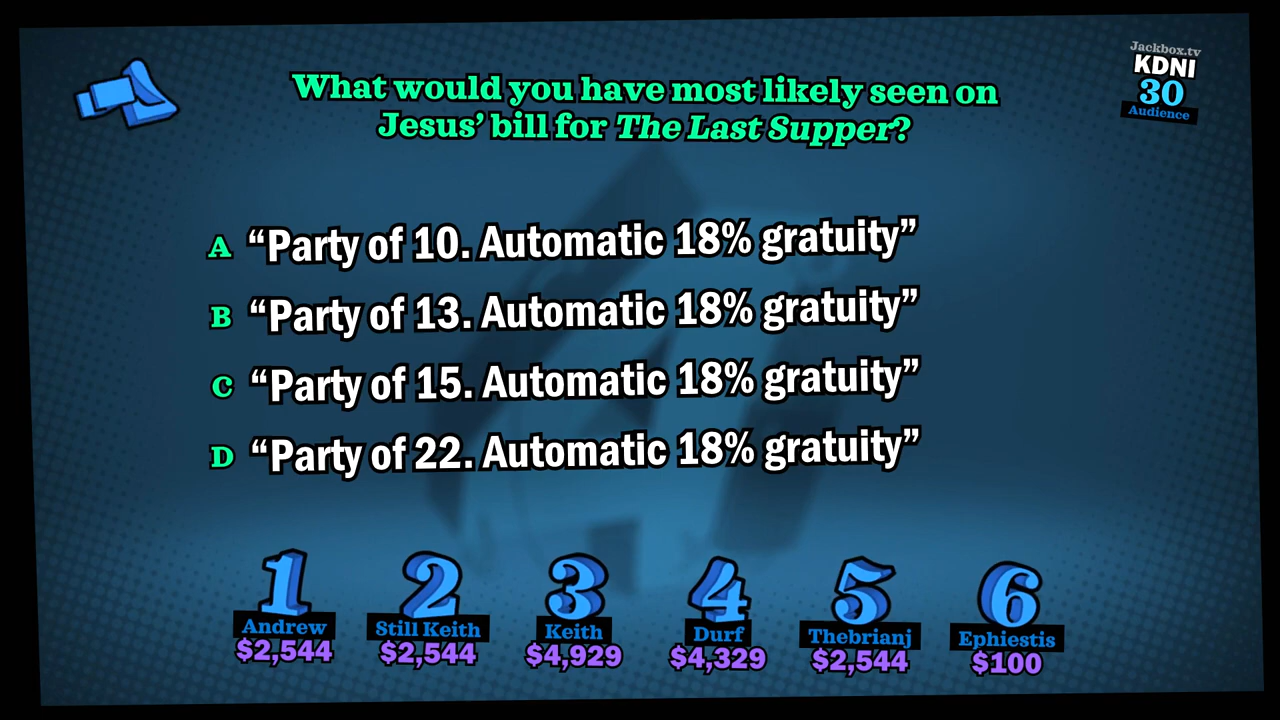 Jackbox.tv
KDNI
30
Audience
What would you have most likely seen on
Jesus’ bill for The Last Supper?
A “Party of 10. Automatic 18% gratuity”
B “Party of 13. Automatic 18% gratuity”
C “Party of 15. Automatic 18% gratuity”
D “Party of 22. Automatic 18% gratuity”
1 2 3 4 5 6
Andrew Still Keith Keith Durf Thebrianj Ephiestis
$2,544 $2,544 $4,929 $4,329 $2,544 $100